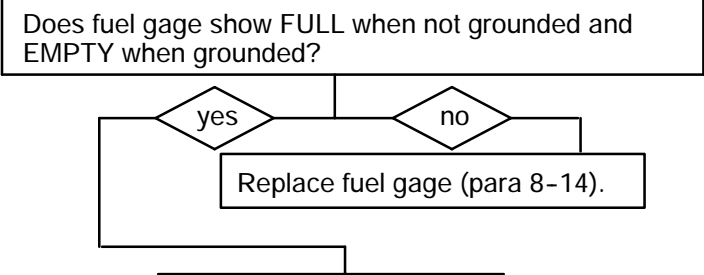 Does fuel gage show FULL when not grounded and
EMPTY when grounded?
yes
no
Replace fuel gage (para 8-14).